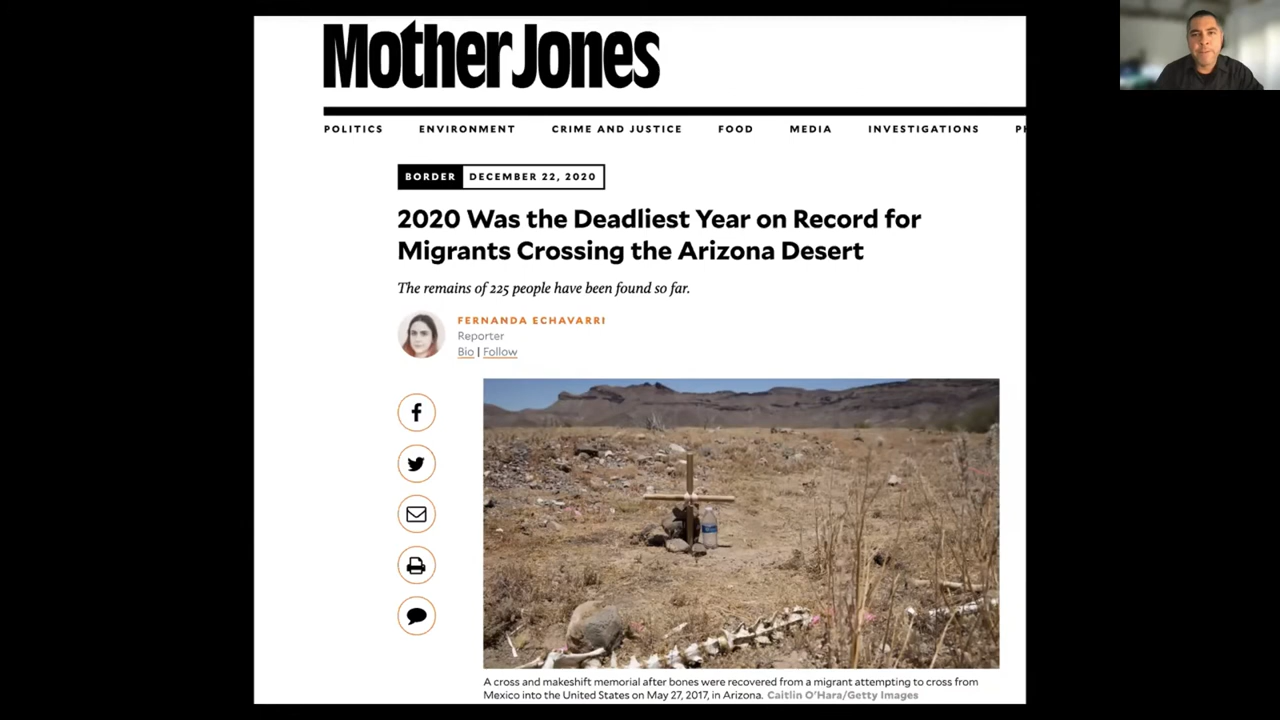 Mother Jones
POLITICS ENVIRONMENT CRIME AND JUSTICE FOOD MEDIA INVESTIGATIONS
BORDER DECEMBER 22, 2020
2020 Was the Deadliest Year on Record for
Migrants Crossing the Arizona Desert
The remains of 225 people have been found so far.
FERNANDA ECHAVARRI
Reporter
Bio | Follow
A cross and makeshift memorial after bones were recovered from a migrant attempting to cross from
Mexico into the United States on May 27, 2017, in Arizona. Caitlin O'Hara/Getty Images